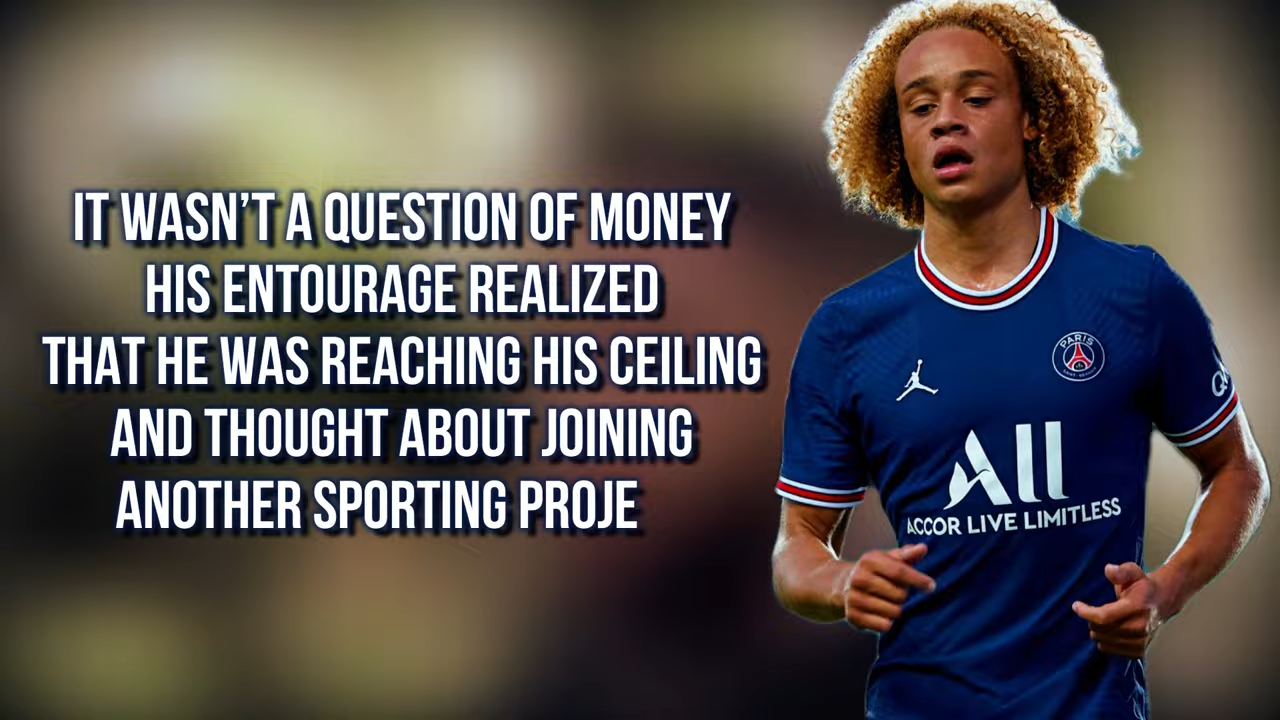 IT WASN'T A QUESTION OF MONEY
HIS ENTOURAGE REALIZED
THAT HE WAS REACHING HIS CEILING
AND THOUGHT ABOUT JOINING
ANOTHER SPORTING PROJE
PARIS
ALL
ACCOR LIVE LIMITLESS